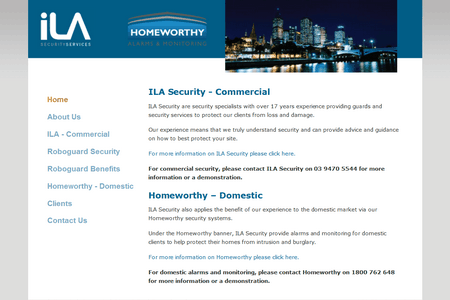 iLA
SECURITYSERVICES
HOMEWORTHY
ALARMS & MONITORING
Home
About Us
ILA - Commercial
Roboguard Security
Roboguard Benefits
Homeworthy - Domestic
Clients
Contact Us
ILA Security - Commercial
ILA Security are security specialists with over 17 years experience providing guards and
security services to protect our clients from loss and damage.
Our experience means that we truly understand security and can provide advice and guidance
on how to best protect your site.
For more information on ILA Security please click here.
For commercial security, please contact ILA Security on 03 9470 5544 for more
information or a demonstration.
Homeworthy – Domestic
ILA Security also applies the benefit of our experience to the domestic market via our
Homeworthy security systems.
Under the Homeworthy banner, ILA Security provide alarms and monitoring for domestic
clients to help protect their homes from intrusion and burglary.
For more information on Homeworthy please click here.
For domestic alarms and monitoring, please contact Homeworthy on 1800 762 648
for more information or a demonstration.